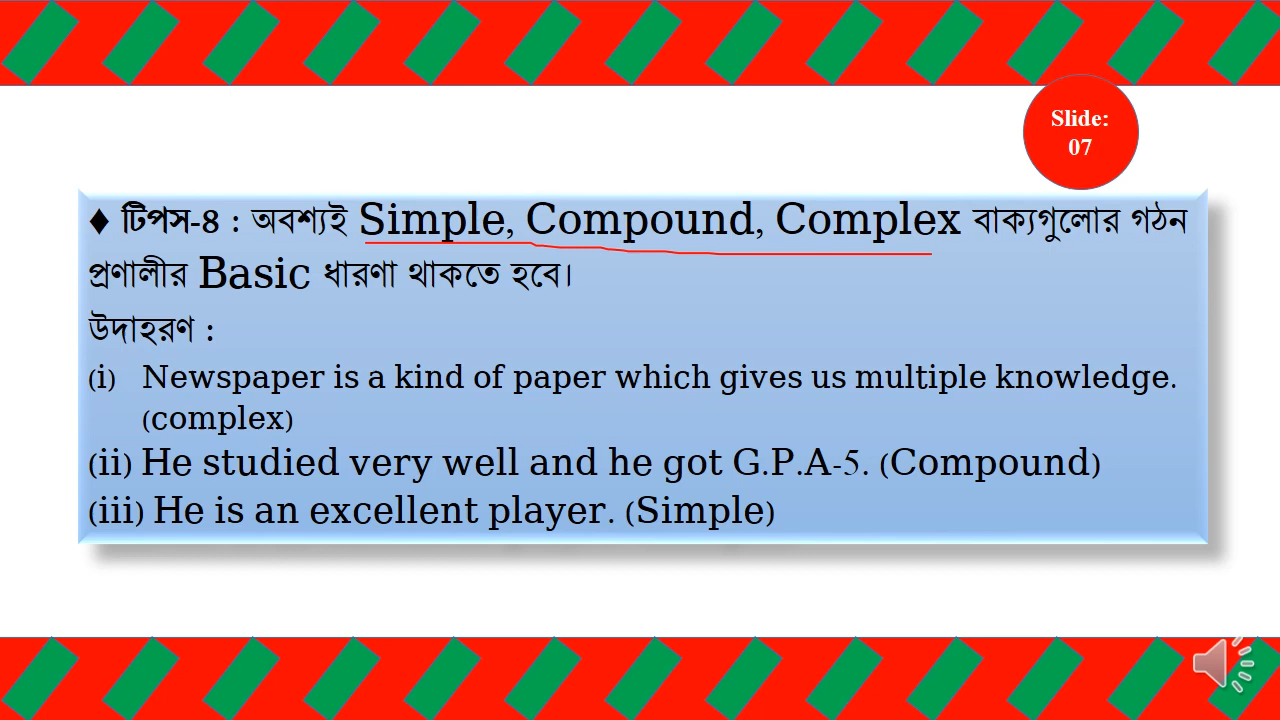 Slide:
07
♦ টিপস-৪ : অবশ্যই Simple, Compound, Complex বাক্যগুলোর গঠন
প্রণালীর Basic ধারণা থাকতে হবে।
উদাহরণ :
(i) Newspaper is a kind of paper which gives us multiple knowledge.
(complex)
(ii) He studied very well and he got G.P.A-5. (Compound)
(iii) He is an excellent player. (Simple)